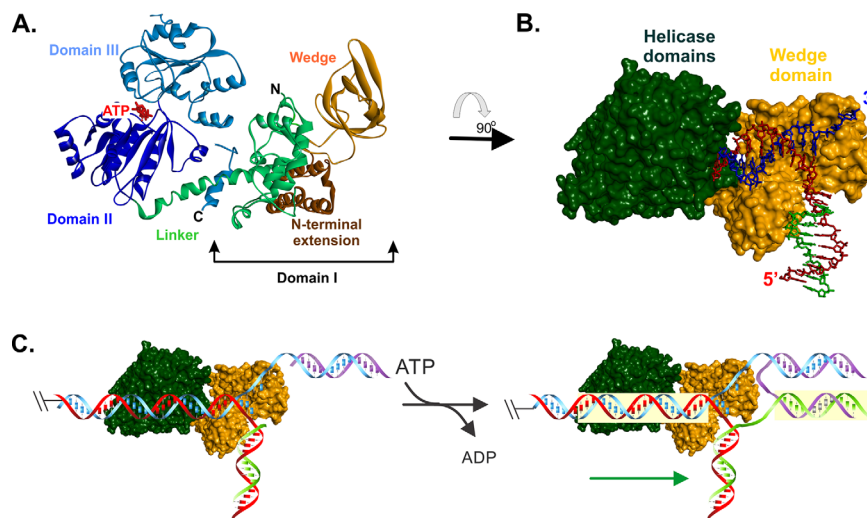 A.
Domain III
Wedge
N
ATP
Domain II
C
Linker
N-terminal
extension
Domain I
90°
B.
Helicase
domains
Wedge
domain
5’
C.
ATP
ADP